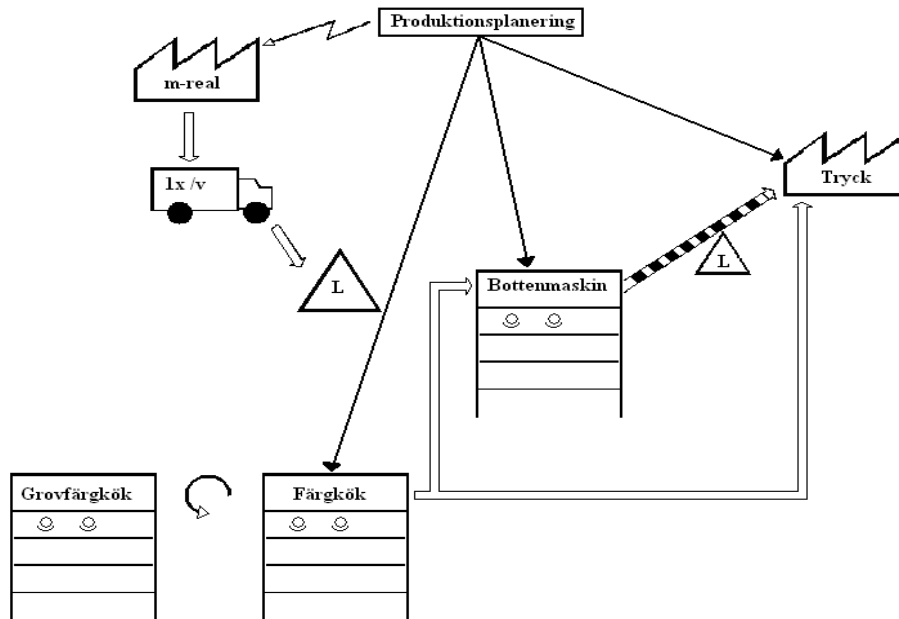 Produktionsplanering
m-real
1x /v
Tryck
L
L
Bottenmaskin
Grovfärgkök
Färgkök